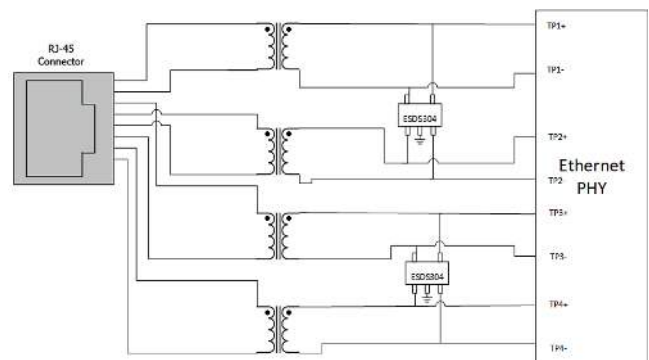 RJ-45
Connector
TP1+
TP1-
ESDS304
TP2+
TP2-
Ethernet
PHY
TP3+
TP3-
ESDS304
TP4+
TP4-